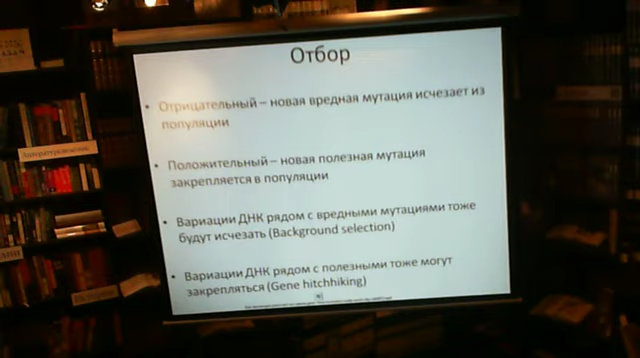 Отбор
• Отрицательный – новая вредная мутация исчезает из
популяции
• Положительный – новая полезная мутация
закрепляется в популяции
• Вариации ДНК рядом с вредными мутациями тоже
будут исчезать (Background selection)
• Вариации ДНК рядом с полезными тоже могут
закрепляться (Gene hitchhiking)